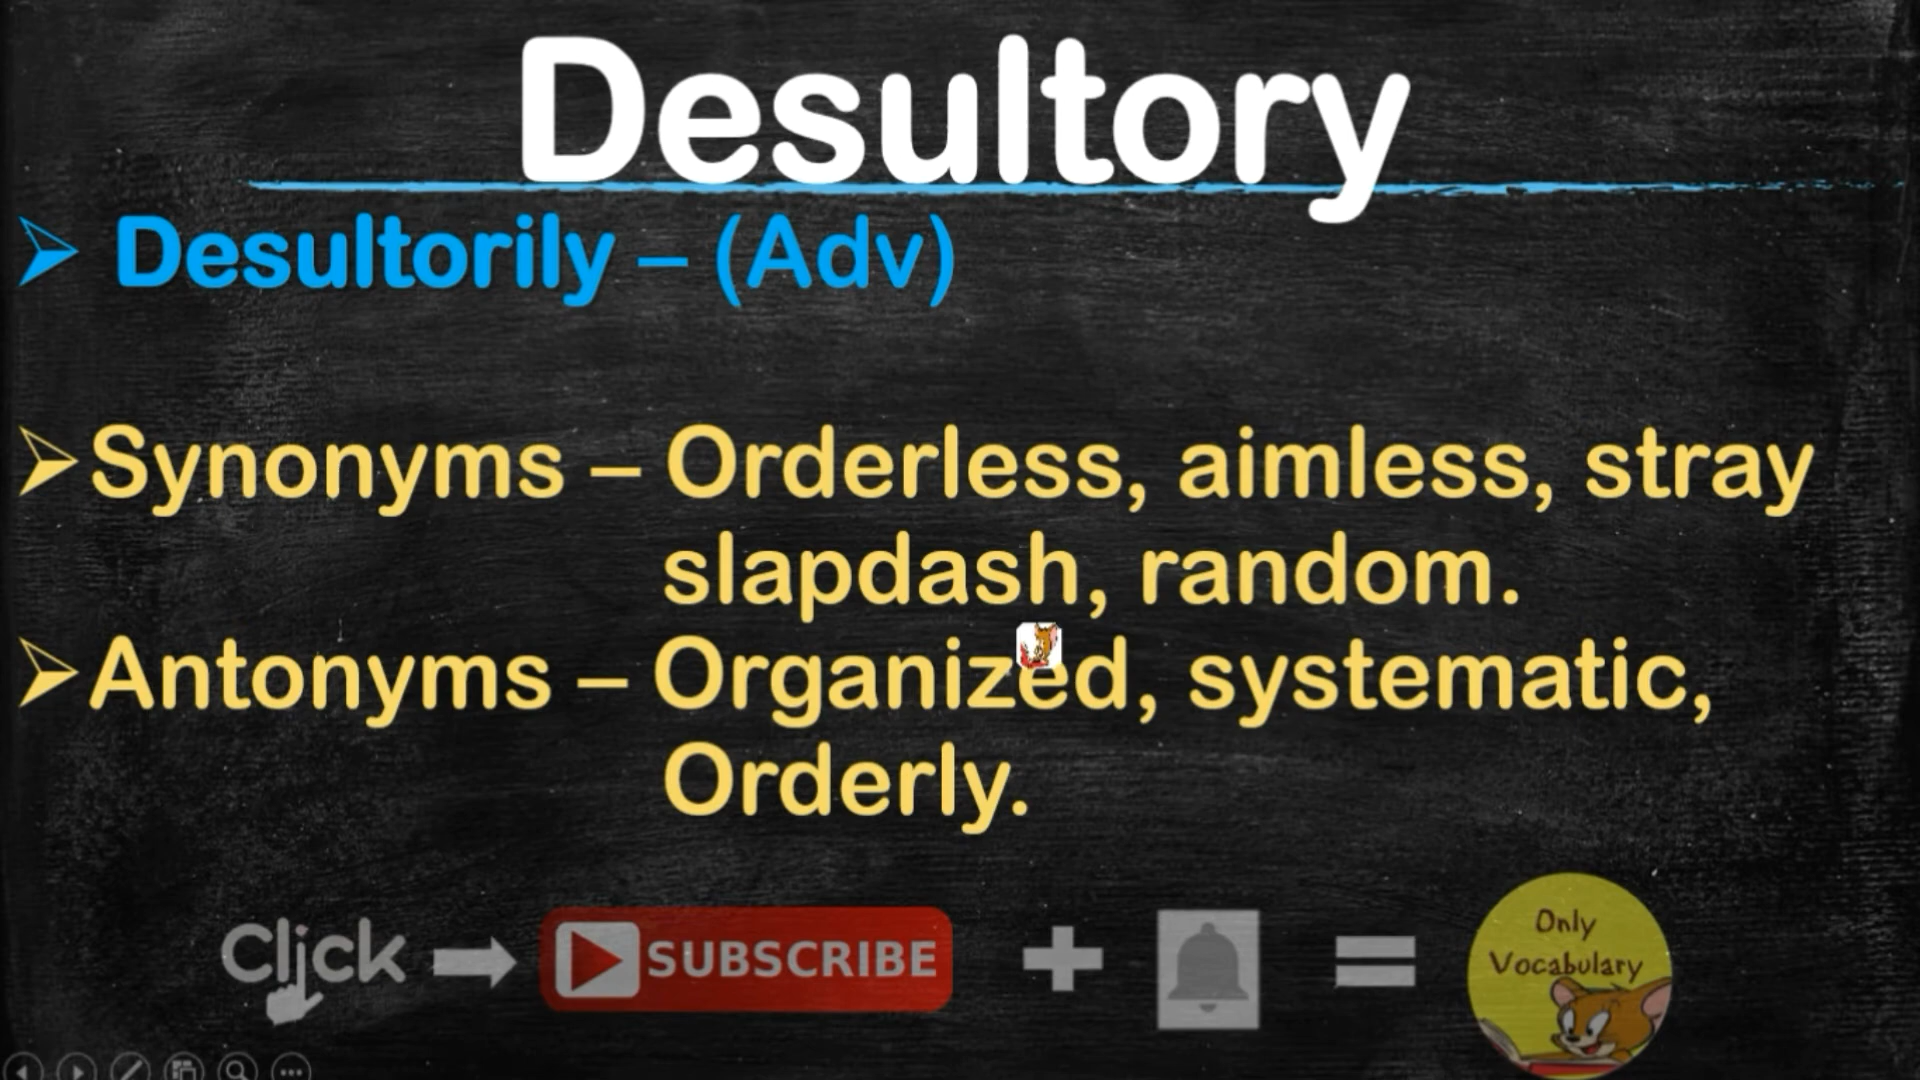 Desultory
Desultorily – (Adv)
Synonyms – Orderless, aimless, stray
slapdash, random.
Antonyms – Organized, systematic,
Orderly.
Click SUBSCRIBE + =
Only
Vocabulary